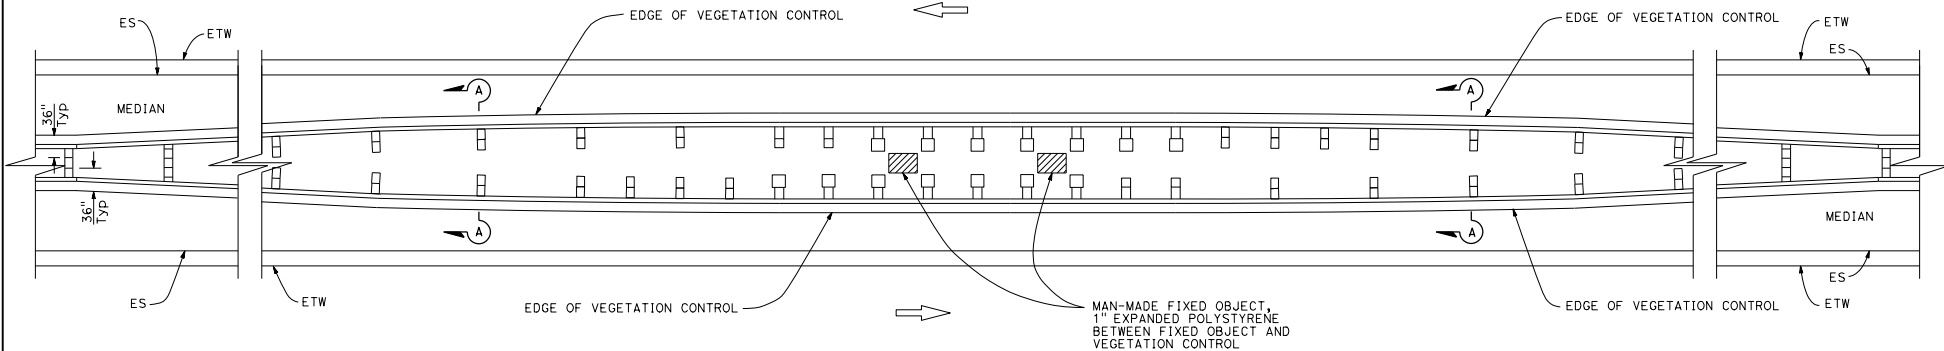 EDGE OF VEGETATION CONTROL
EDGE OF VEGETATION CONTROL
ES
ETW
ETW
ES
MEDIAN
A
A
36"
Typ
36"
Typ
A
A
MEDIAN
ES
ETW
EDGE OF VEGETATION CONTROL
MAN-MADE FIXED OBJECT,
1" EXPANDED POLYSTYRENE
BETWEEN FIXED OBJECT AND
VEGETATION CONTROL
EDGE OF VEGETATION CONTROL
ES
ETW